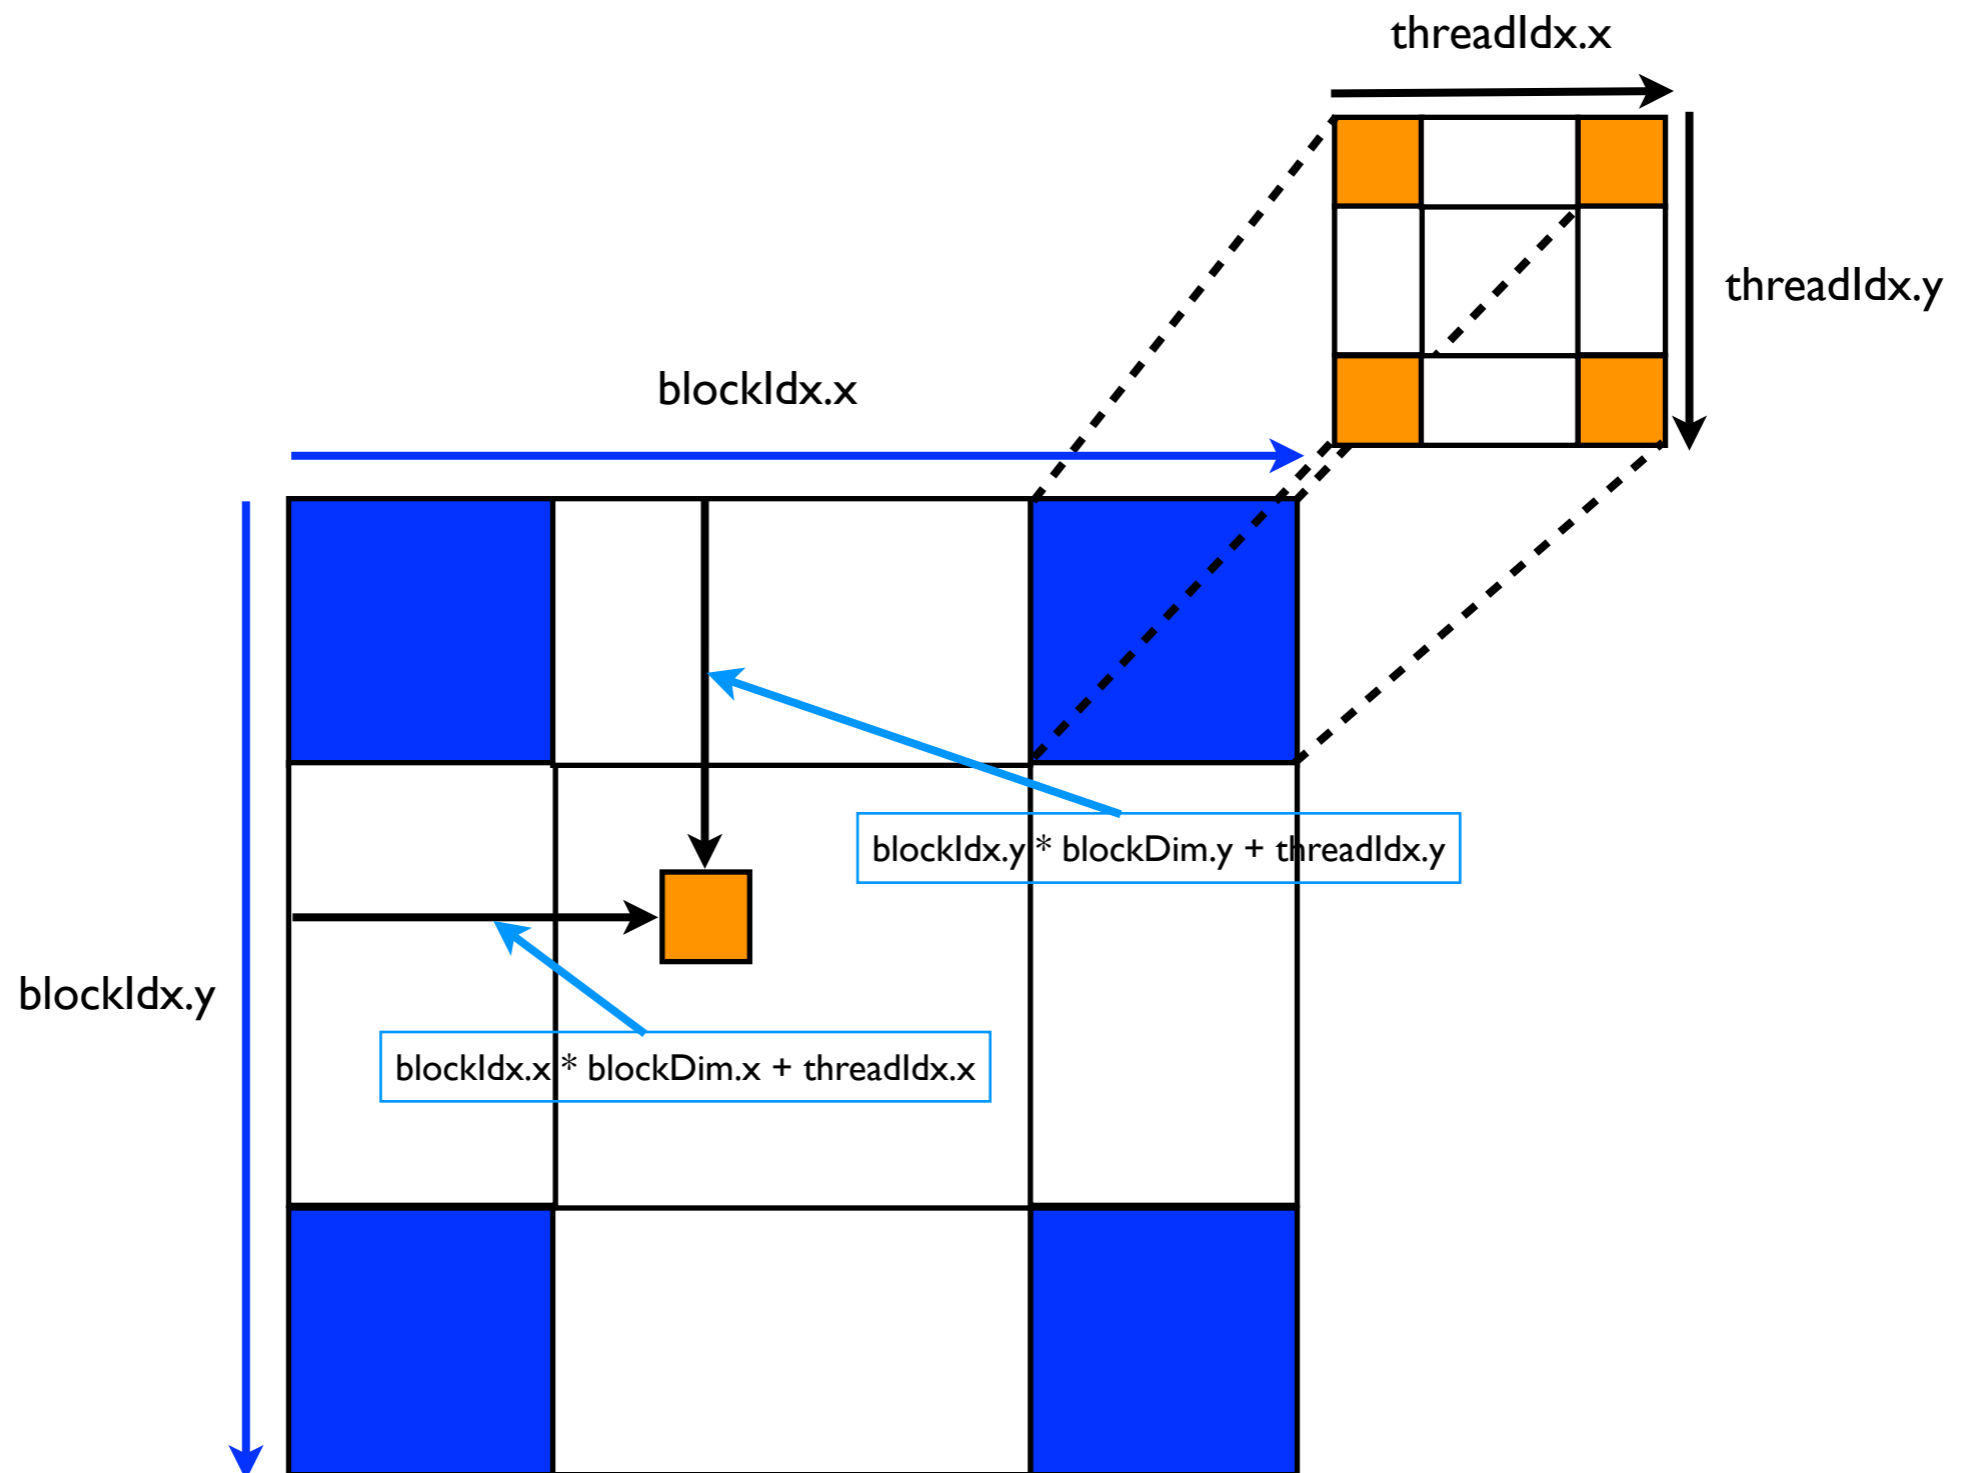 threadIdx.x
threadIdx.y
blockIdx.x
blockIdx.y * blockDim.y + threadIdx.y
blockIdx.y
blockIdx.x * blockDim.x + threadIdx.x